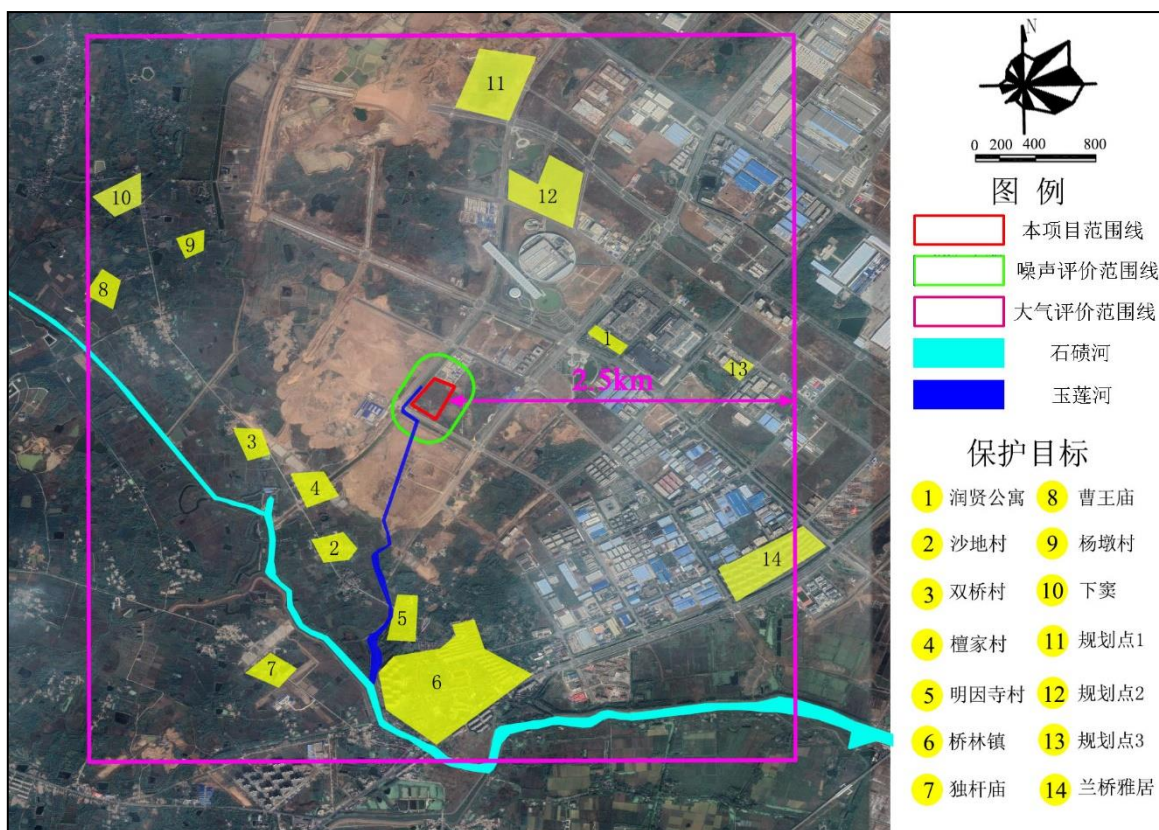 N
0 200 400 800
图 例
本项目范围线
噪声评价范围线
大气评价范围线
石碛河
玉莲河
保护目标
1 润贤公寓 8 曹王庙
2 沙地村 9 杨墩村
3 双桥村 10 下窦
4 檀家村 11 规划点1
5 明因寺村 12 规划点2
6 桥林镇 13 规划点3
7 独杆庙 14 兰桥雅居
11
10
12
9
8
1
13
2.5km
3
4
2
14
5
6
7